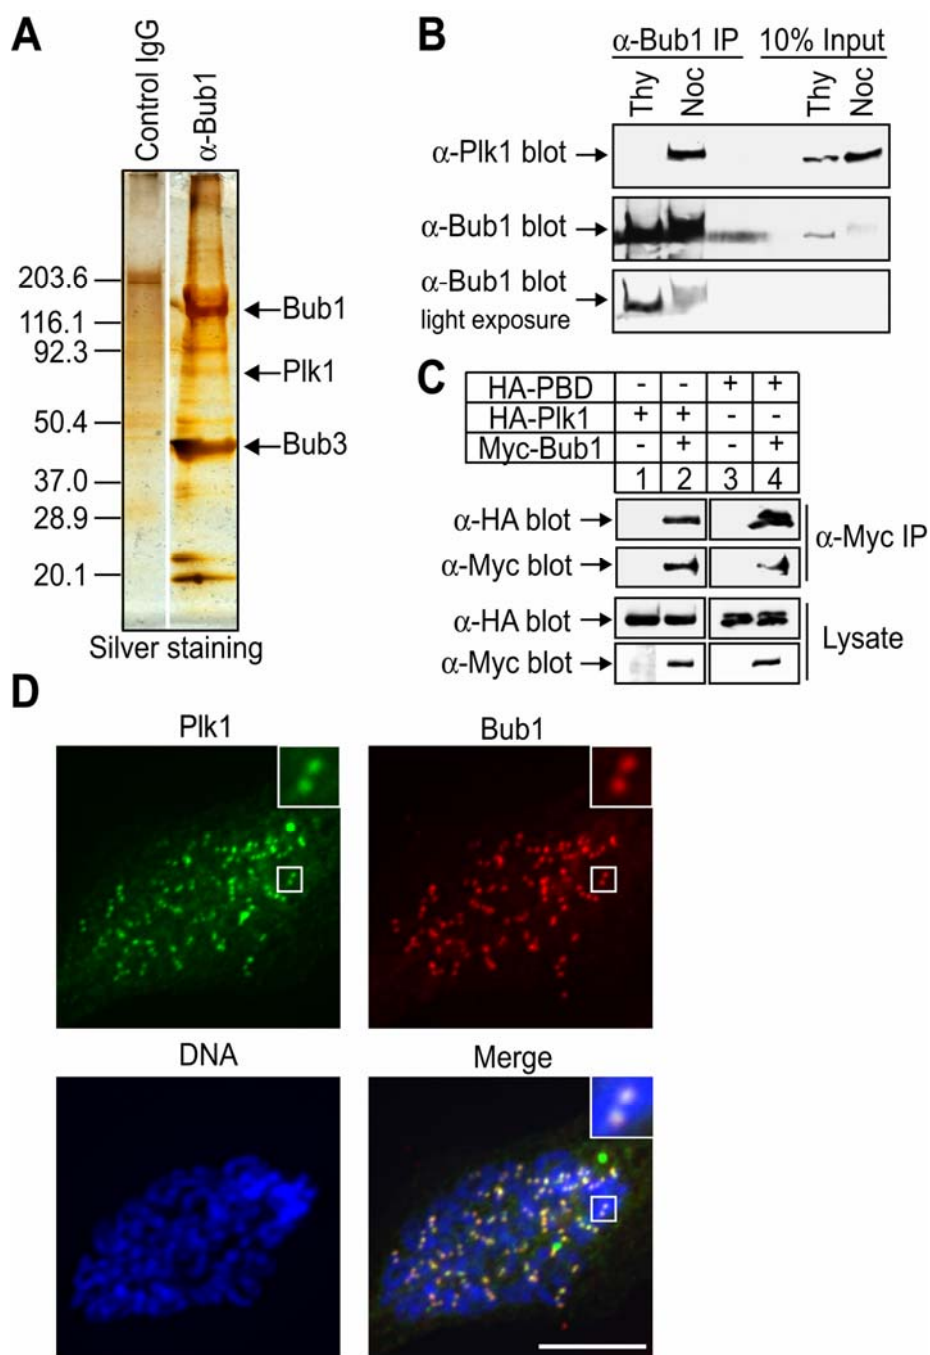 A
Control IgG
α-Bub1
203.6
116.1
92.3
50.4
37.0
28.9
20.1
Bub1
Plk1
Bub3
Silver staining
B
α-Bub1 IP 10% Input
Thy Noc Thy Noc
α-Plk1 blot
α-Bub1 blot
α-Bub1 blot
light exposure
C
HA-PBD - - + +
HA-Plk1 + + - -
Myc-Bub1 - + - +
1 2 3 4
α-HA blot
α-Myc blot
α-Myc IP
α-HA blot
α-Myc blot
Lysate
D
Plk1 Bub1
DNA Merge